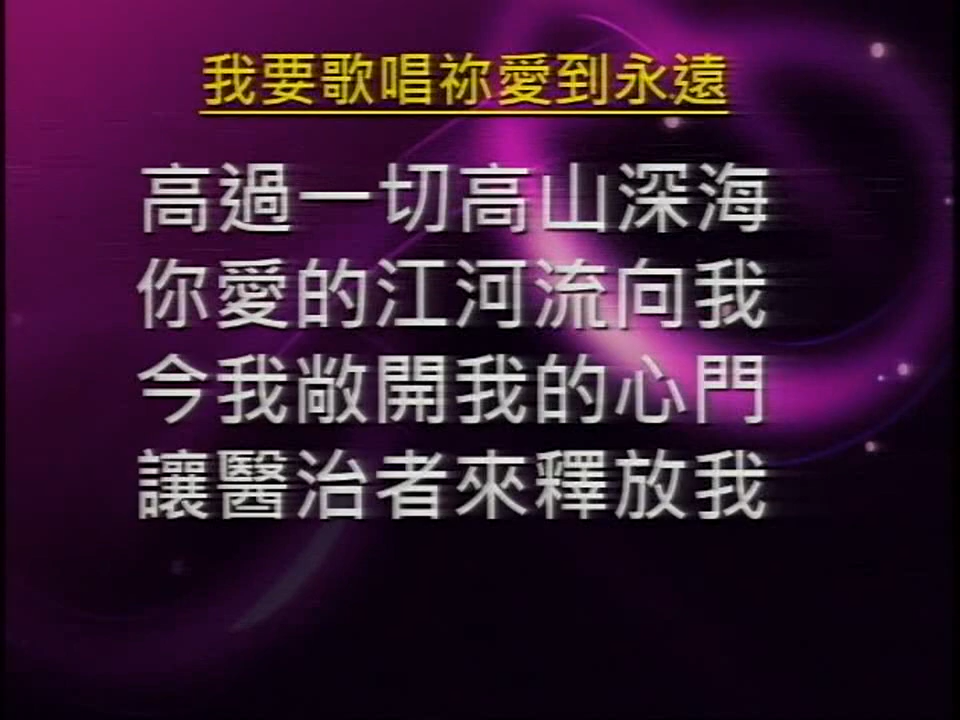 我要歌唱祢愛到永遠
高過一切高山深海
你愛的江河流向我
今我敞開我的心門
讓醫治者來釋放我